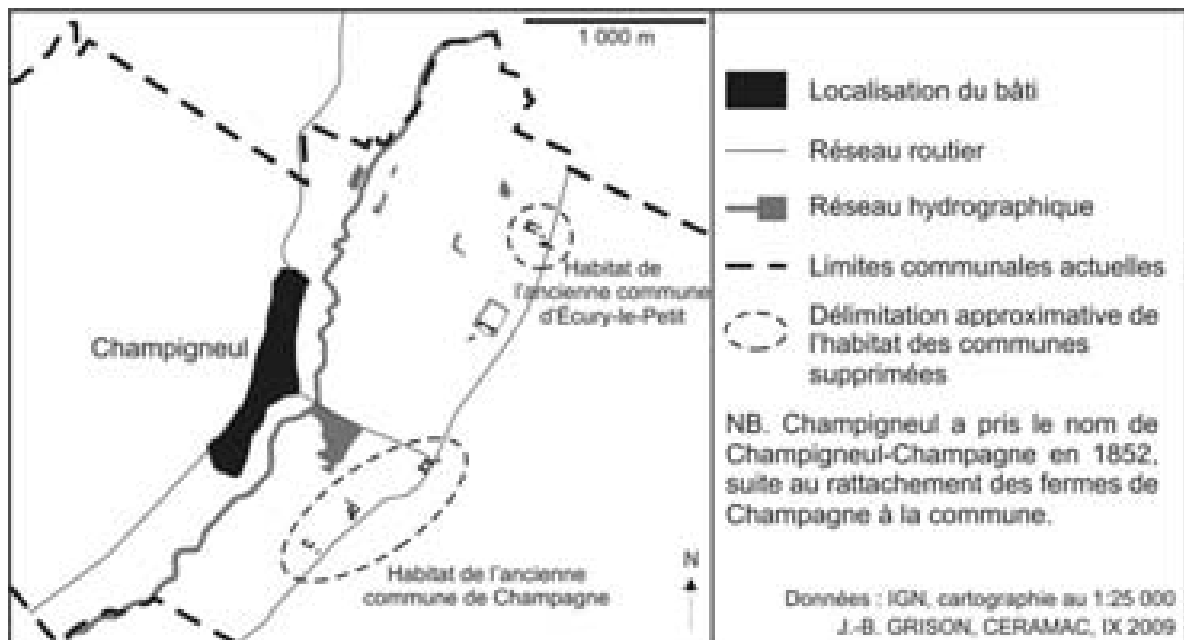 1 000 m
Habitat de
l'ancienne commune
d'Écury-le-Petit
Champigneul
Habitat de l'ancienne
commune de Champagne
N
Localisation du bâti
Réseau routier
Réseau hydrographique
Limites communales actuelles
Délimitation approximative de
l'habitat des communes
supprimées
NB. Champigneul a pris le nom de
Champigneul-Champagne en 1852,
suite au rattachement des fermes de
Champagne à la commune.
Données : IGN, cartographie au 1:25 000
J.-B. GRISON, CERAMAC, IX 2009